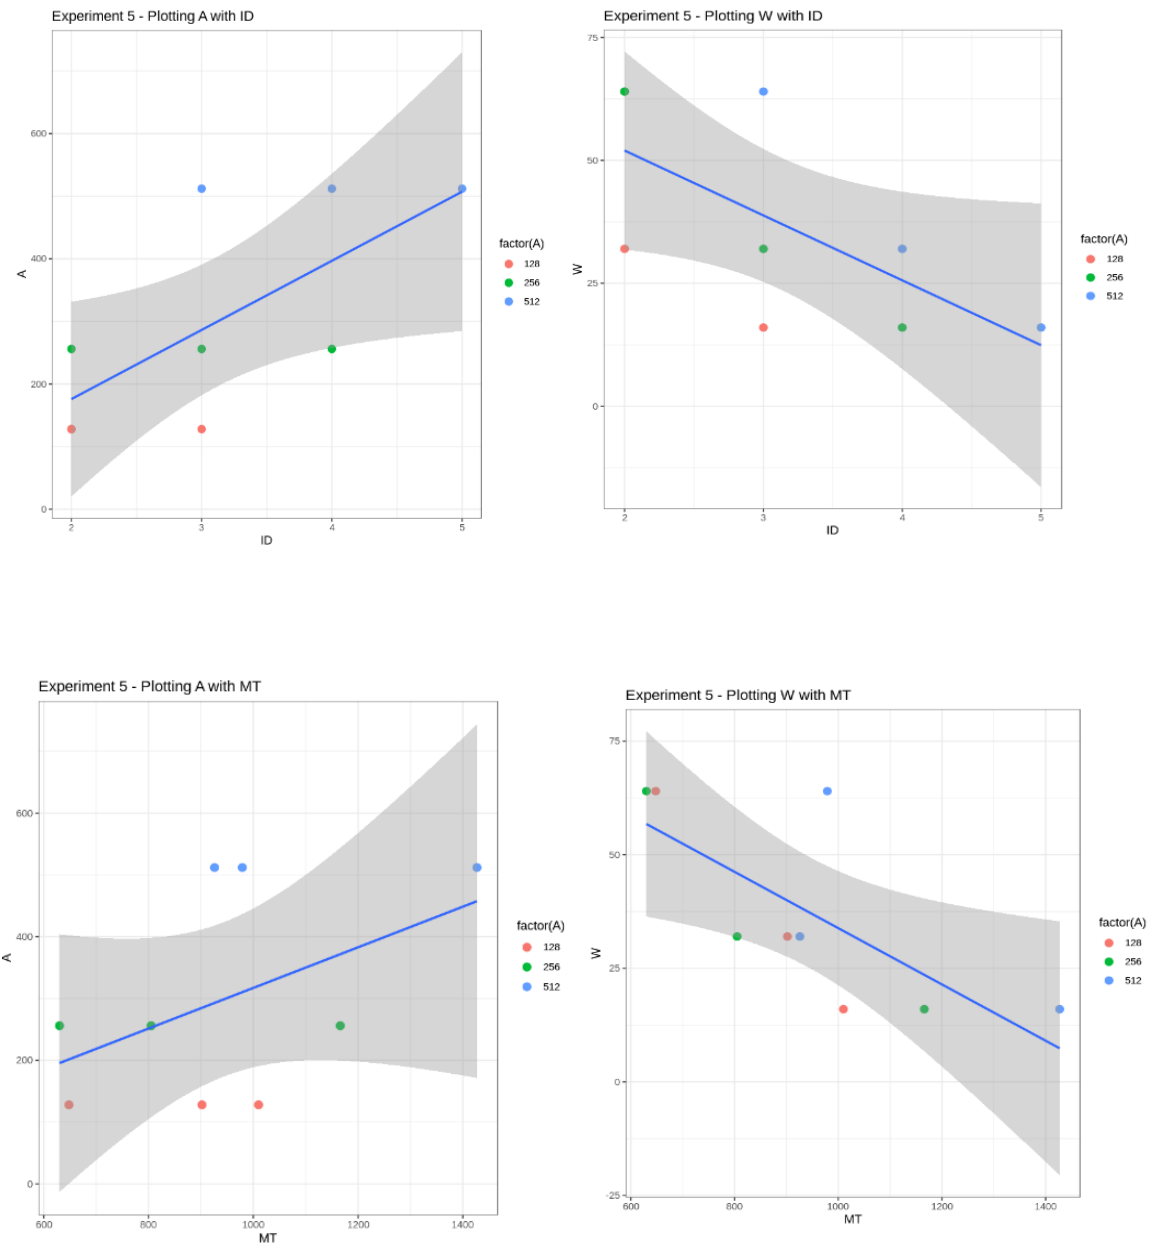 Experiment 5 - Plotting A with ID
600
400
200
0
A
2 3 4 5
ID
factor(A)
128
256
512
Experiment 5 - Plotting W with ID
75
50
25
0
W
2 3 4 5
ID
factor(A)
128
256
512
Experiment 5 - Plotting A with MT
600
400
200
0
A
600 800 1000 1200 1400
MT
factor(A)
128
256
512
Experiment 5 - Plotting W with MT
75
50
25
0
-25
W
600 800 1000 1200 1400
MT
factor(A)
128
256
512